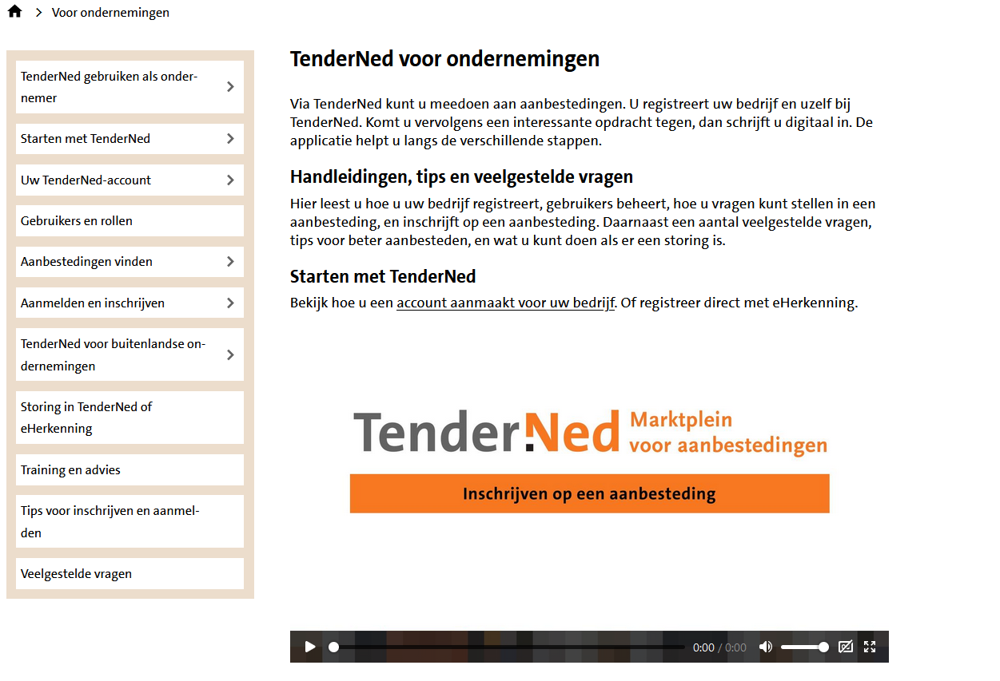 Voor ondernemingen
TenderNed gebruiken als onder-
nemer
Starten met TenderNed
Uw TenderNed-account
Gebruikers en rollen
Aanbestedingen vinden
Aanmelden en inschrijven
TenderNed voor buitenlandse on-
dernemingen
Storing in TenderNed of
eHerkenning
Training en advies
Tips voor inschrijven en aanmel-
den
Veelgestelde vragen
TenderNed voor ondernemingen
Via TenderNed kunt u meedoen aan aanbestedingen. U registreert uw bedrijf en uzelf bij
TenderNed. Komt u vervolgens een interessante opdracht tegen, dan schrijft u digitaal in. De
applicatie helpt u langs de verschillende stappen.
Handleidingen, tips en veelgestelde vragen
Hier leest u hoe u uw bedrijf registreert, gebruikers beheert, hoe u vragen kunt stellen in een
aanbesteding, en inschrijft op een aanbesteding. Daarnaast een aantal veelgestelde vragen,
tips voor beter aanbesteden, en wat u kunt doen als er een storing is.
Starten met TenderNed
Bekijk hoe u een account aanmaakt voor uw bedrijf. Of registreer direct met eHerkenning.
TenderNed Marktplein
voor aanbestedingen
Inschrijven op een aanbesteding
0:00 / 0:00